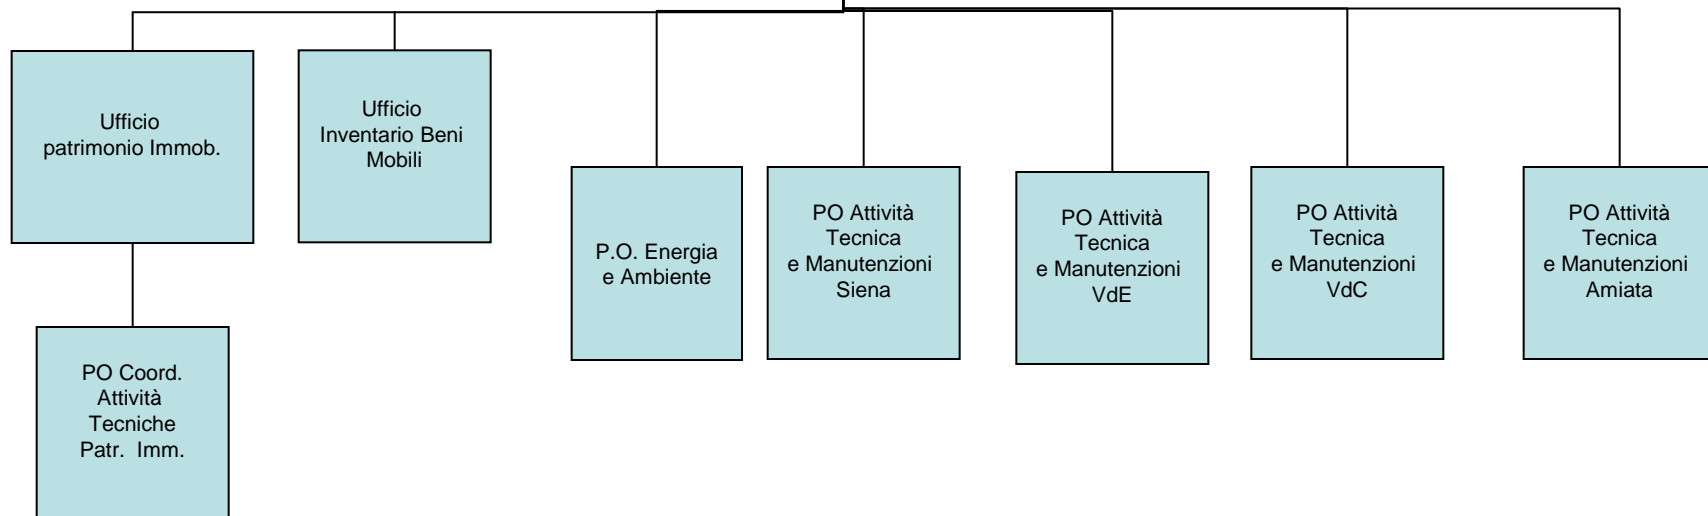 Ufficio
patrimonio Immob.
Ufficio
Inventario Beni
Mobili
P.O. Energia
e Ambiente
PO Attività
Tecnica
e Manutenzioni
Siena
PO Attività
Tecnica
e Manutenzioni
VdE
PO Attività
Tecnica
e Manutenzioni
VdC
PO Attività
Tecnica
e Manutenzioni
Amiata
PO Coord.
Attività
Tecniche
Patr. Imm.